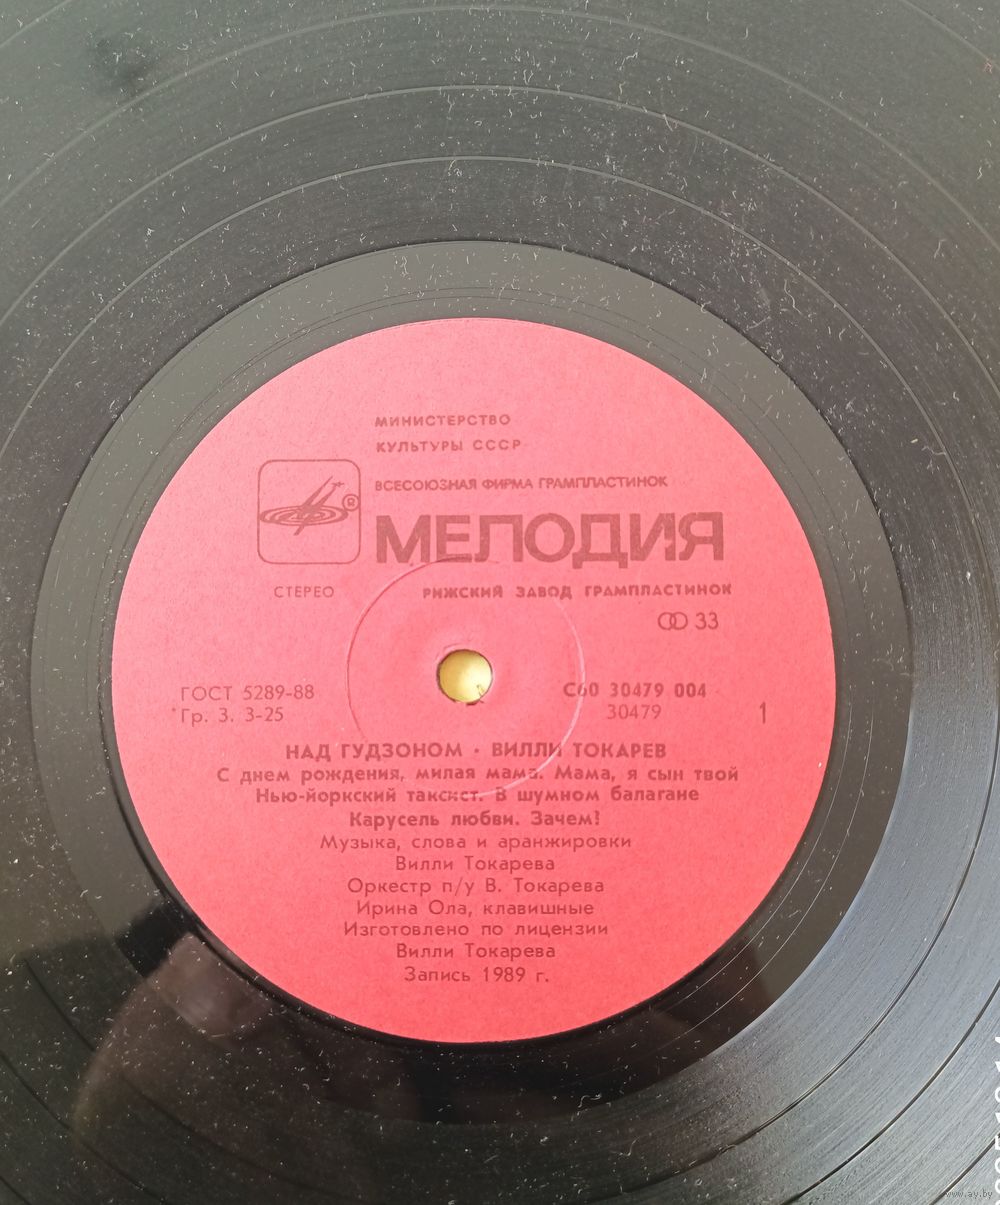 МИНИСТЕРСТВО
КУЛЬТУРЫ СССР
ВСЕСОЮЗНАЯ ФИРМА ГРАМПЛАСТИНОК
МЕЛОДИЯ
СТЕРЕО
РИЖСКИЙ ЗАВОД ГРАМПЛАСТИНОК
33
ГОСТ 5289-88
Гр. 3. 3-25
С60 30479 004
30479
1
НАД ГУДЗОНОМ · ВИЛЛИ ТОКАРЕВ
С днем рождения, милая мама. Мама, я сын твой
Нью-йоркский таксист. В шумном балагане
Карусель любви. Зачем?
Музыка, слова и аранжировки
Вилли Токарева
Оркестр п/у В. Токарева
Ирина Ола, клавишные
Изготовлено по лицензии
Вилли Токарева
Запись 1989 г.
www.ay.by